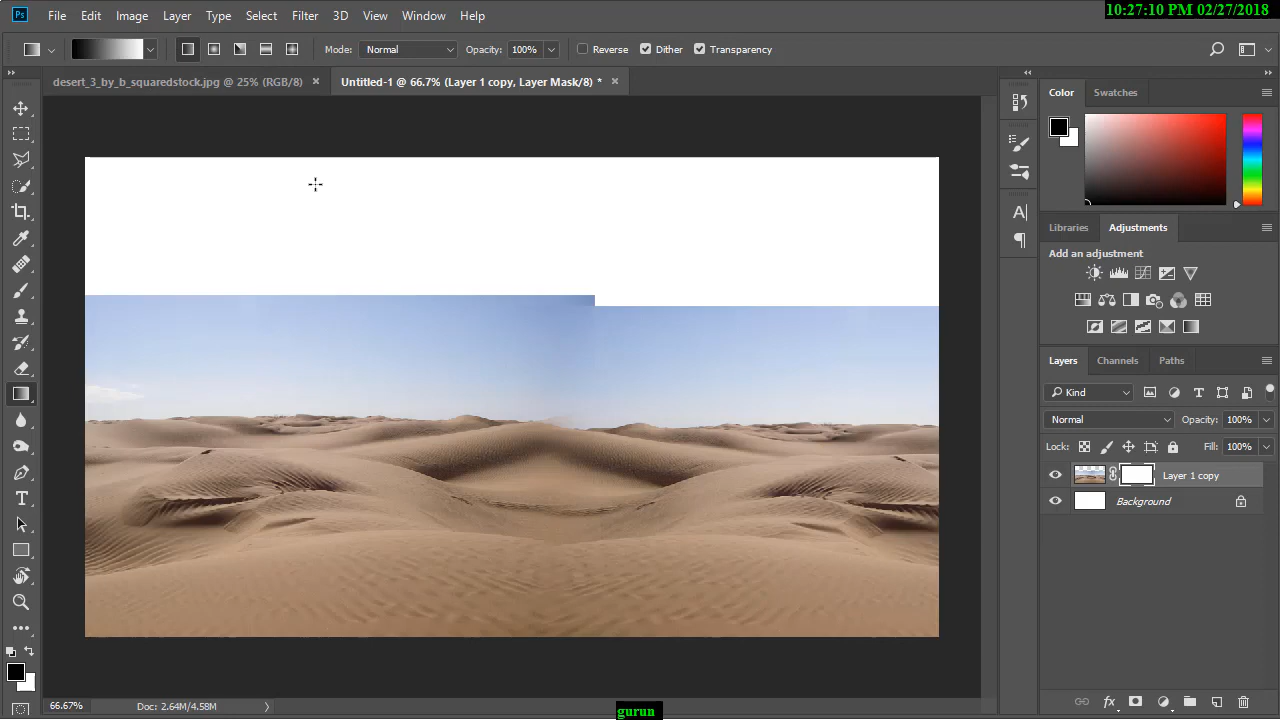 10:27:10 PM 02/27/2018
Ps File Edit Image Layer Type Select Filter 3D View Window Help
Mode: Normal Opacity: 100% Reverse Dither Transparency
desert_3_by_b_squaredstock.jpg @ 25% (RGB/8) × Untitled-1 @ 66.7% (Layer 1 copy, Layer Mask/8) * ×
Color Swatches
Libraries Adjustments
Add an adjustment
Layers Channels Paths
Kind
Normal Opacity: 100%
Lock: Fill: 100%
Layer 1 copy
Background
66.67% Doc: 2.64M/4.58M
gurun